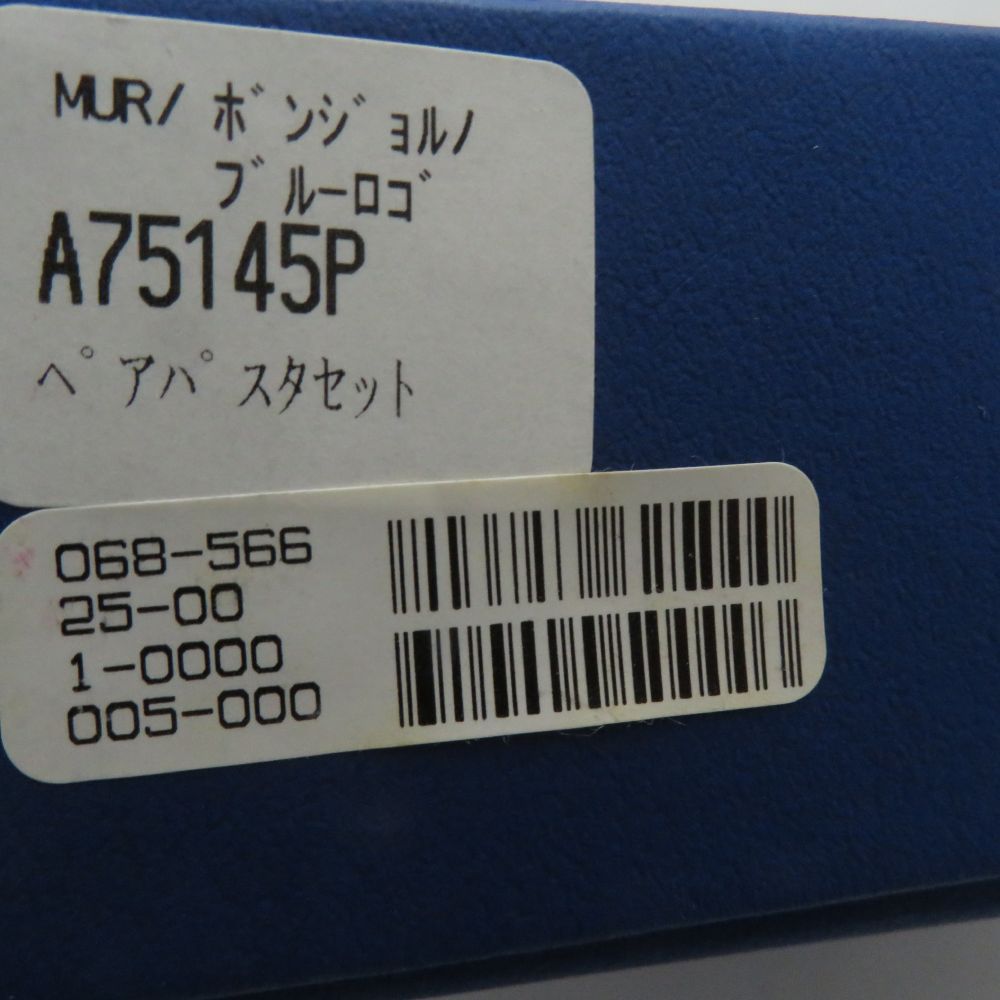 MUR/ ボンジョルノ
ブルーロゴ
A75145P
ペアパスタセット
068-566
25-00
1-0000
005-000